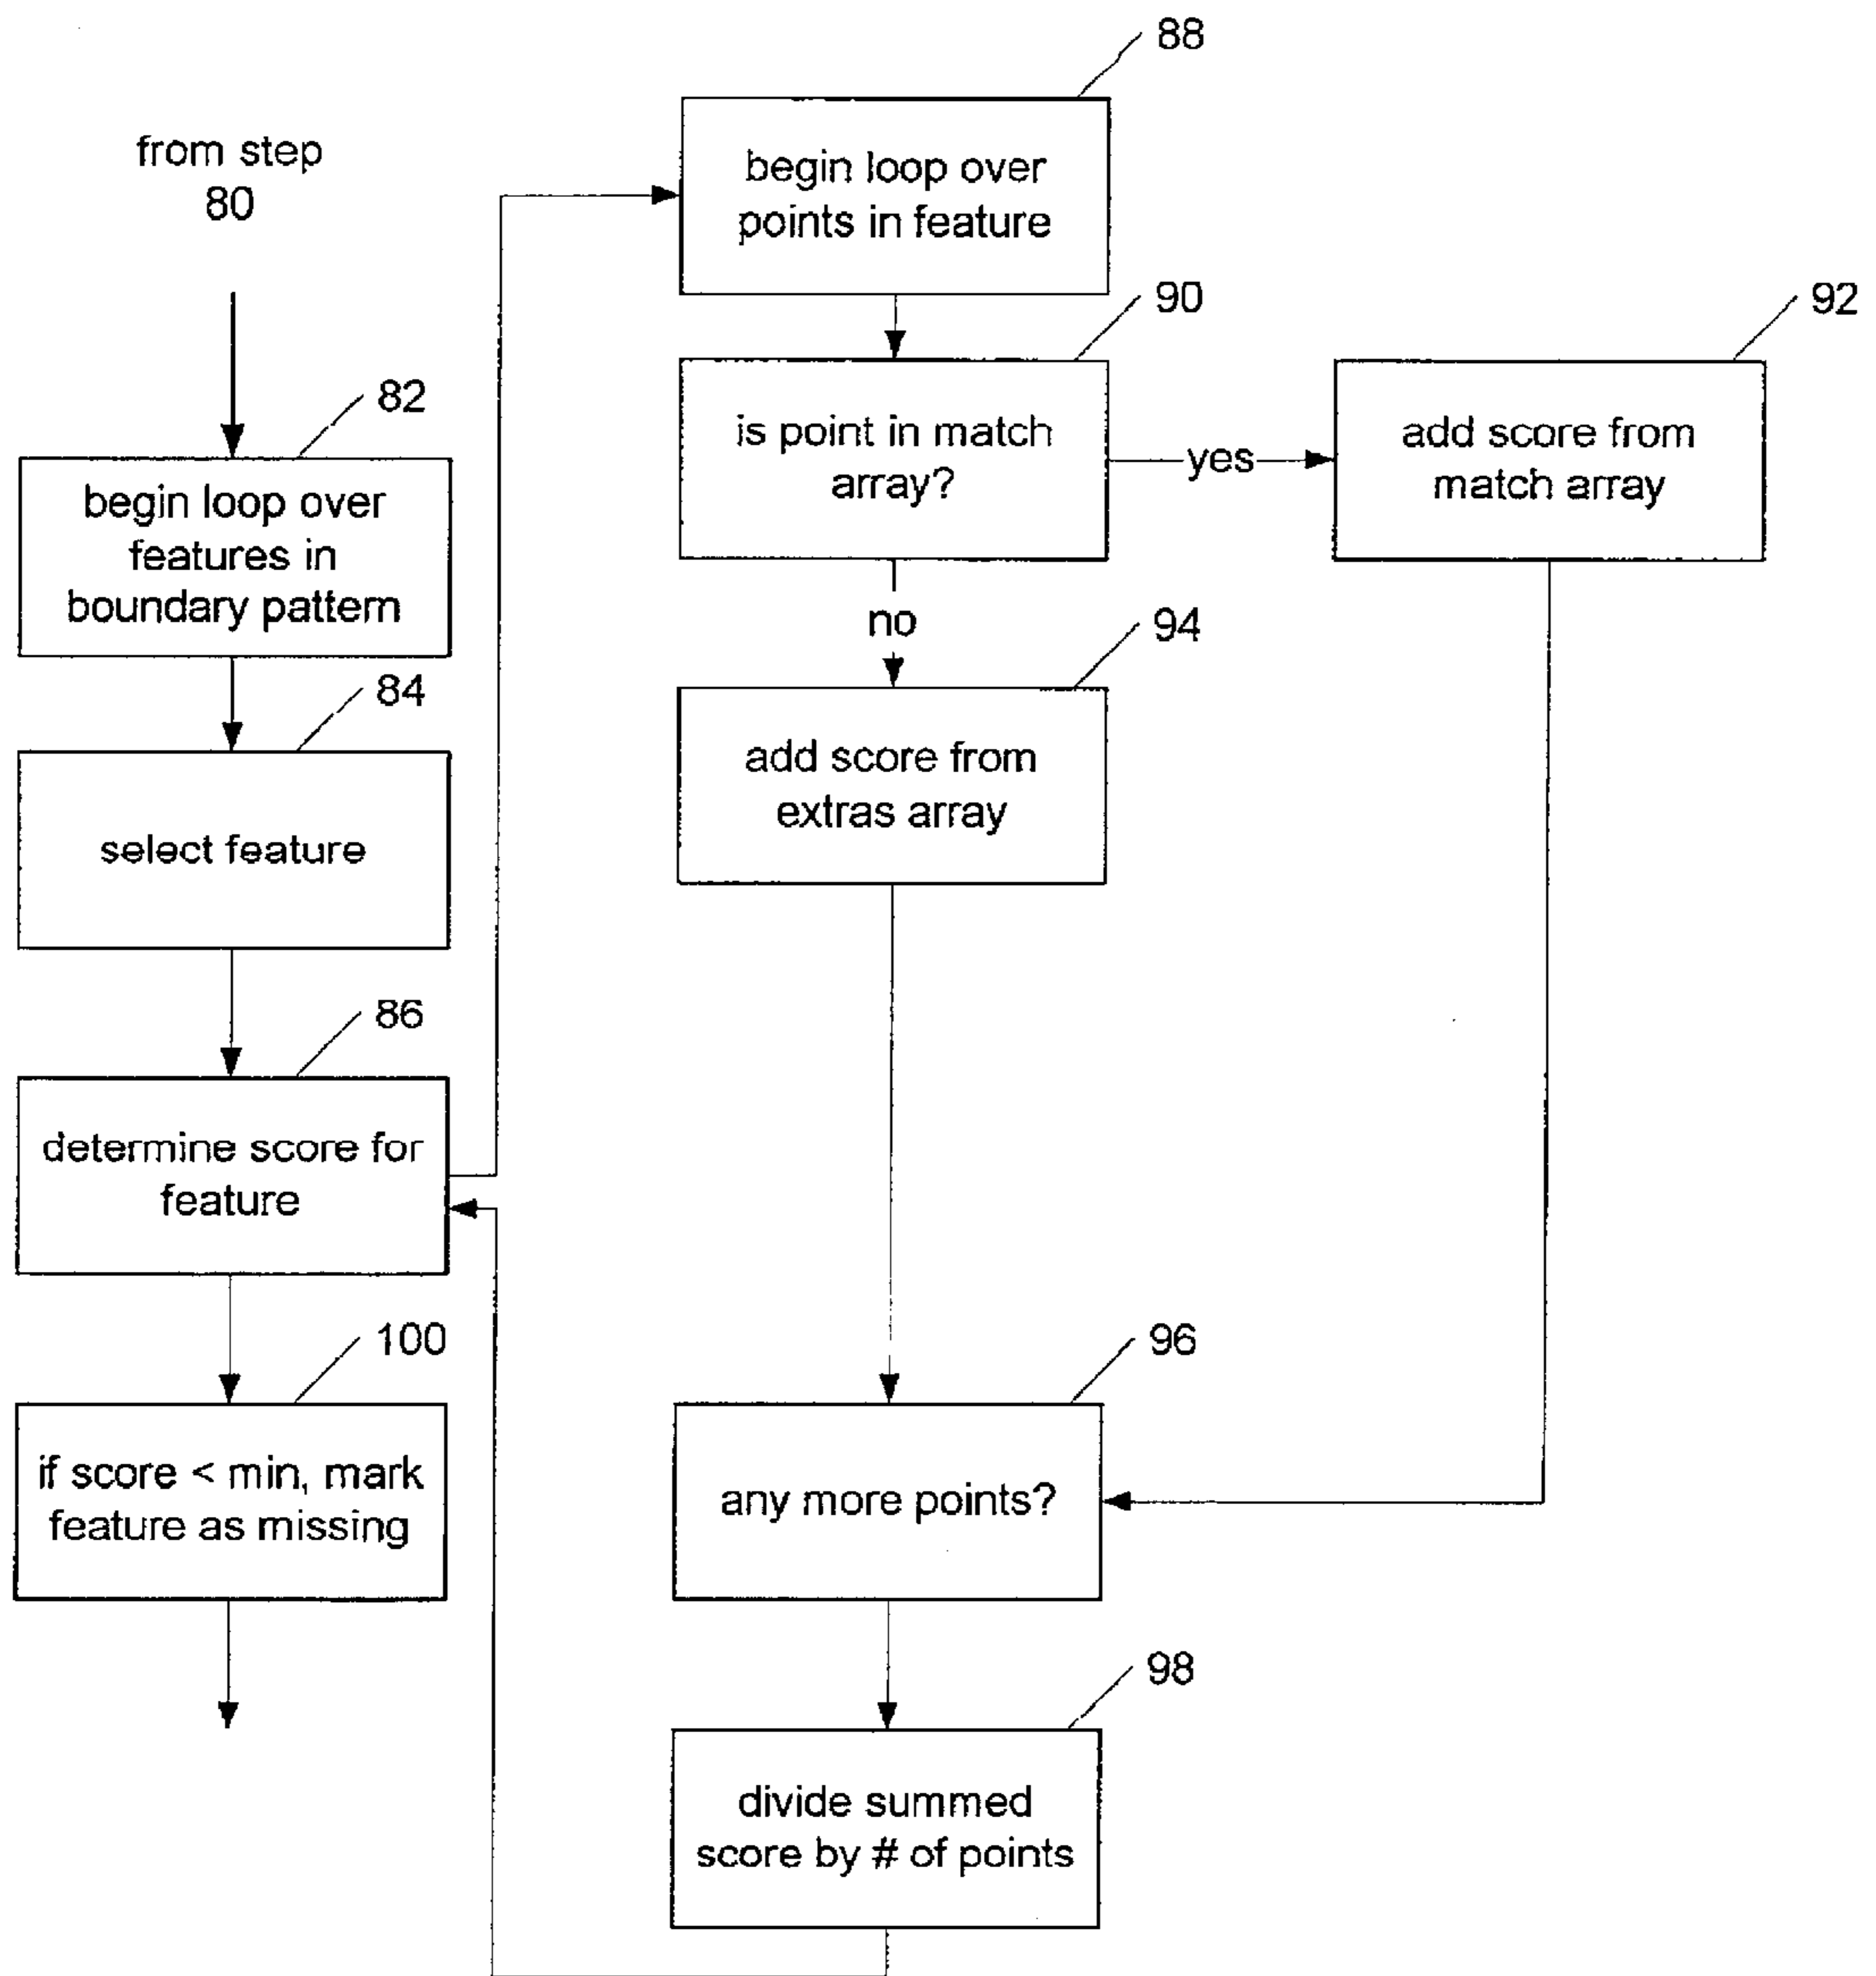 from step
80
82
begin loop over
features in
boundary pattern
84
select feature
86
determine score for
feature
100
if score < min, mark
feature as missing
88
begin loop over
points in feature
90
is point in match
array?
yes
92
add score from
match array
no
94
add score from
extras array
96
any more points?
98
divide summed
score by # of points